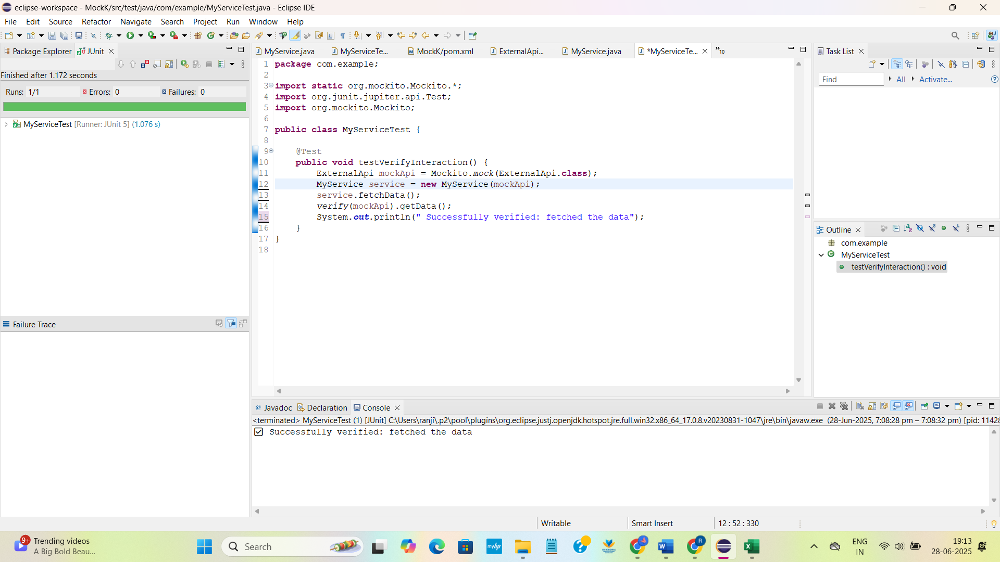 eclipse-workspace - MockK/src/test/java/com/example/MyServiceTest.java - Eclipse IDE
File Edit Source Refactor Navigate Search Project Run Window Help
Package Explorer JUnit
Finished after 1.172 seconds
Runs: 1/1 Errors: 0 Failures: 0
MyServiceTest [Runner: JUnit 5] (1.076 s)
Failure Trace
MyService.java MyServiceTe... MockK/pom.xml ExternalApi... MyService.java *MyServiceTe... »10
1 package com.example;
2
3 import static org.mockito.Mockito.*;
4 import org.junit.jupiter.api.Test;
5 import org.mockito.Mockito;
6
7 public class MyServiceTest {
8
9 @Test
10 public void testVerifyInteraction() {
11 ExternalApi mockApi = Mockito.mock(ExternalApi.class);
12 MyService service = new MyService(mockApi);
13 service.fetchData();
14 verify(mockApi).getData();
15 System.out.println(" Successfully verified: fetched the data");
16 }
17 }
18
Task List
Find All Activate...
Outline
com.example
MyServiceTest
testVerifyInteraction() : void
@ Javadoc Declaration Console
<terminated> MyServiceTest (1) [JUnit] C:\Users\ranji\.p2\pool\plugins\org.eclipse.justj.openjdk.hotspot.jre.full.win32.x86_64_17.0.8.v20230831-1047\jre\bin\javaw.exe (28-Jun-2025, 7:08:28 pm – 7:08:32 pm) [pid: 11428
Successfully verified: fetched the data
Writable Smart Insert 12 : 52 : 330
9+ Trending videos
A Big Bold Beau...
Search
myhp
ENG
IN
19:13
28-06-2025